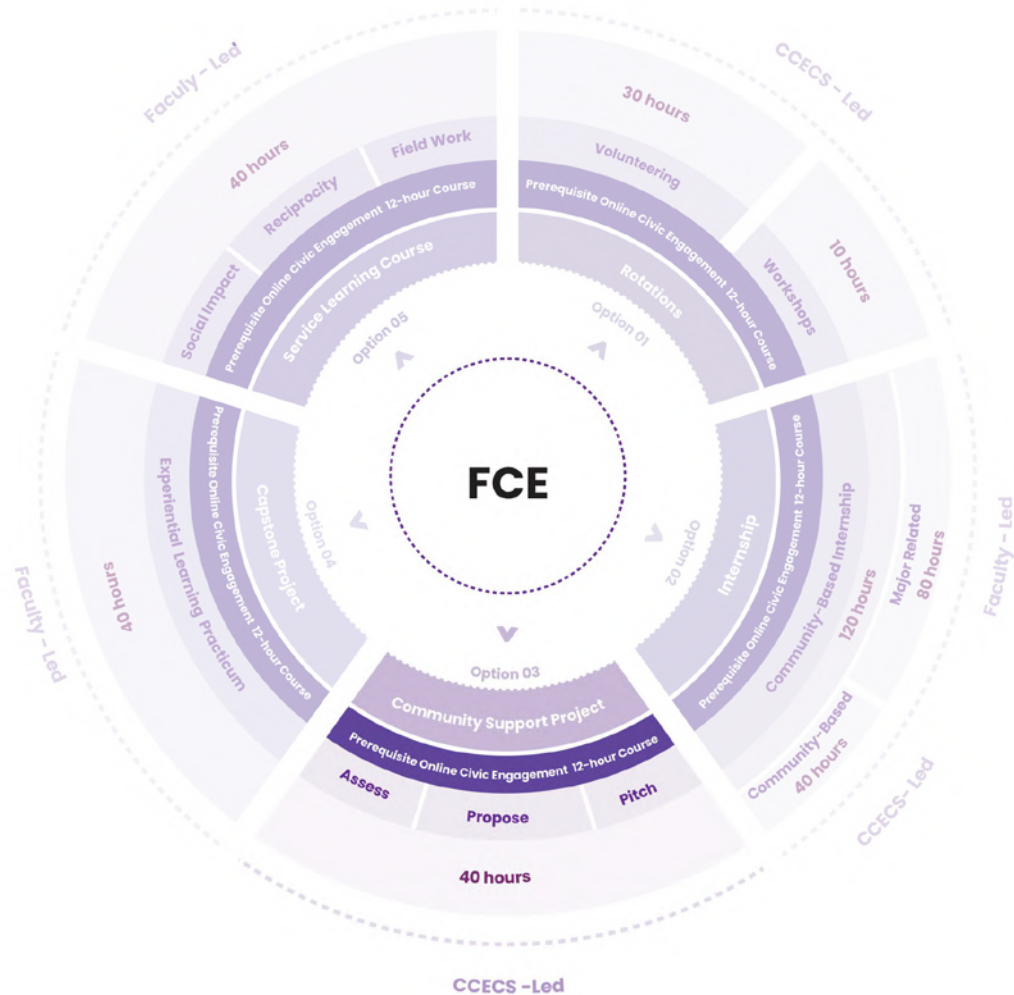 FCE
Option 01
Rotations
Prerequisite Online Civic Engagement 12-hour Course
Volunteering
30 hours
Workshops
10 hours
CCECS - Led
Option 02
Internship
Prerequisite Online Civic Engagement 12-hour Course
Community-Based Internship
120 hours
Major Related
80 hours
Faculty - Led
Community-Based
40 hours
CCECS- Led
Option 03
Community Support Project
Prerequisite Online Civic Engagement 12-hour Course
Assess
Propose
Pitch
40 hours
CCECS -Led
Option 04
Capstone Project
Prerequisite Online Civic Engagement 12-hour Course
Experiential Learning Practicum
40 hours
Faculty -Led
Option 05
Service Learning Course
Prerequisite Online Civic Engagement 12-hour Course
Social Impact
Reciprocity
Field Work
40 hours
Faculy - Led